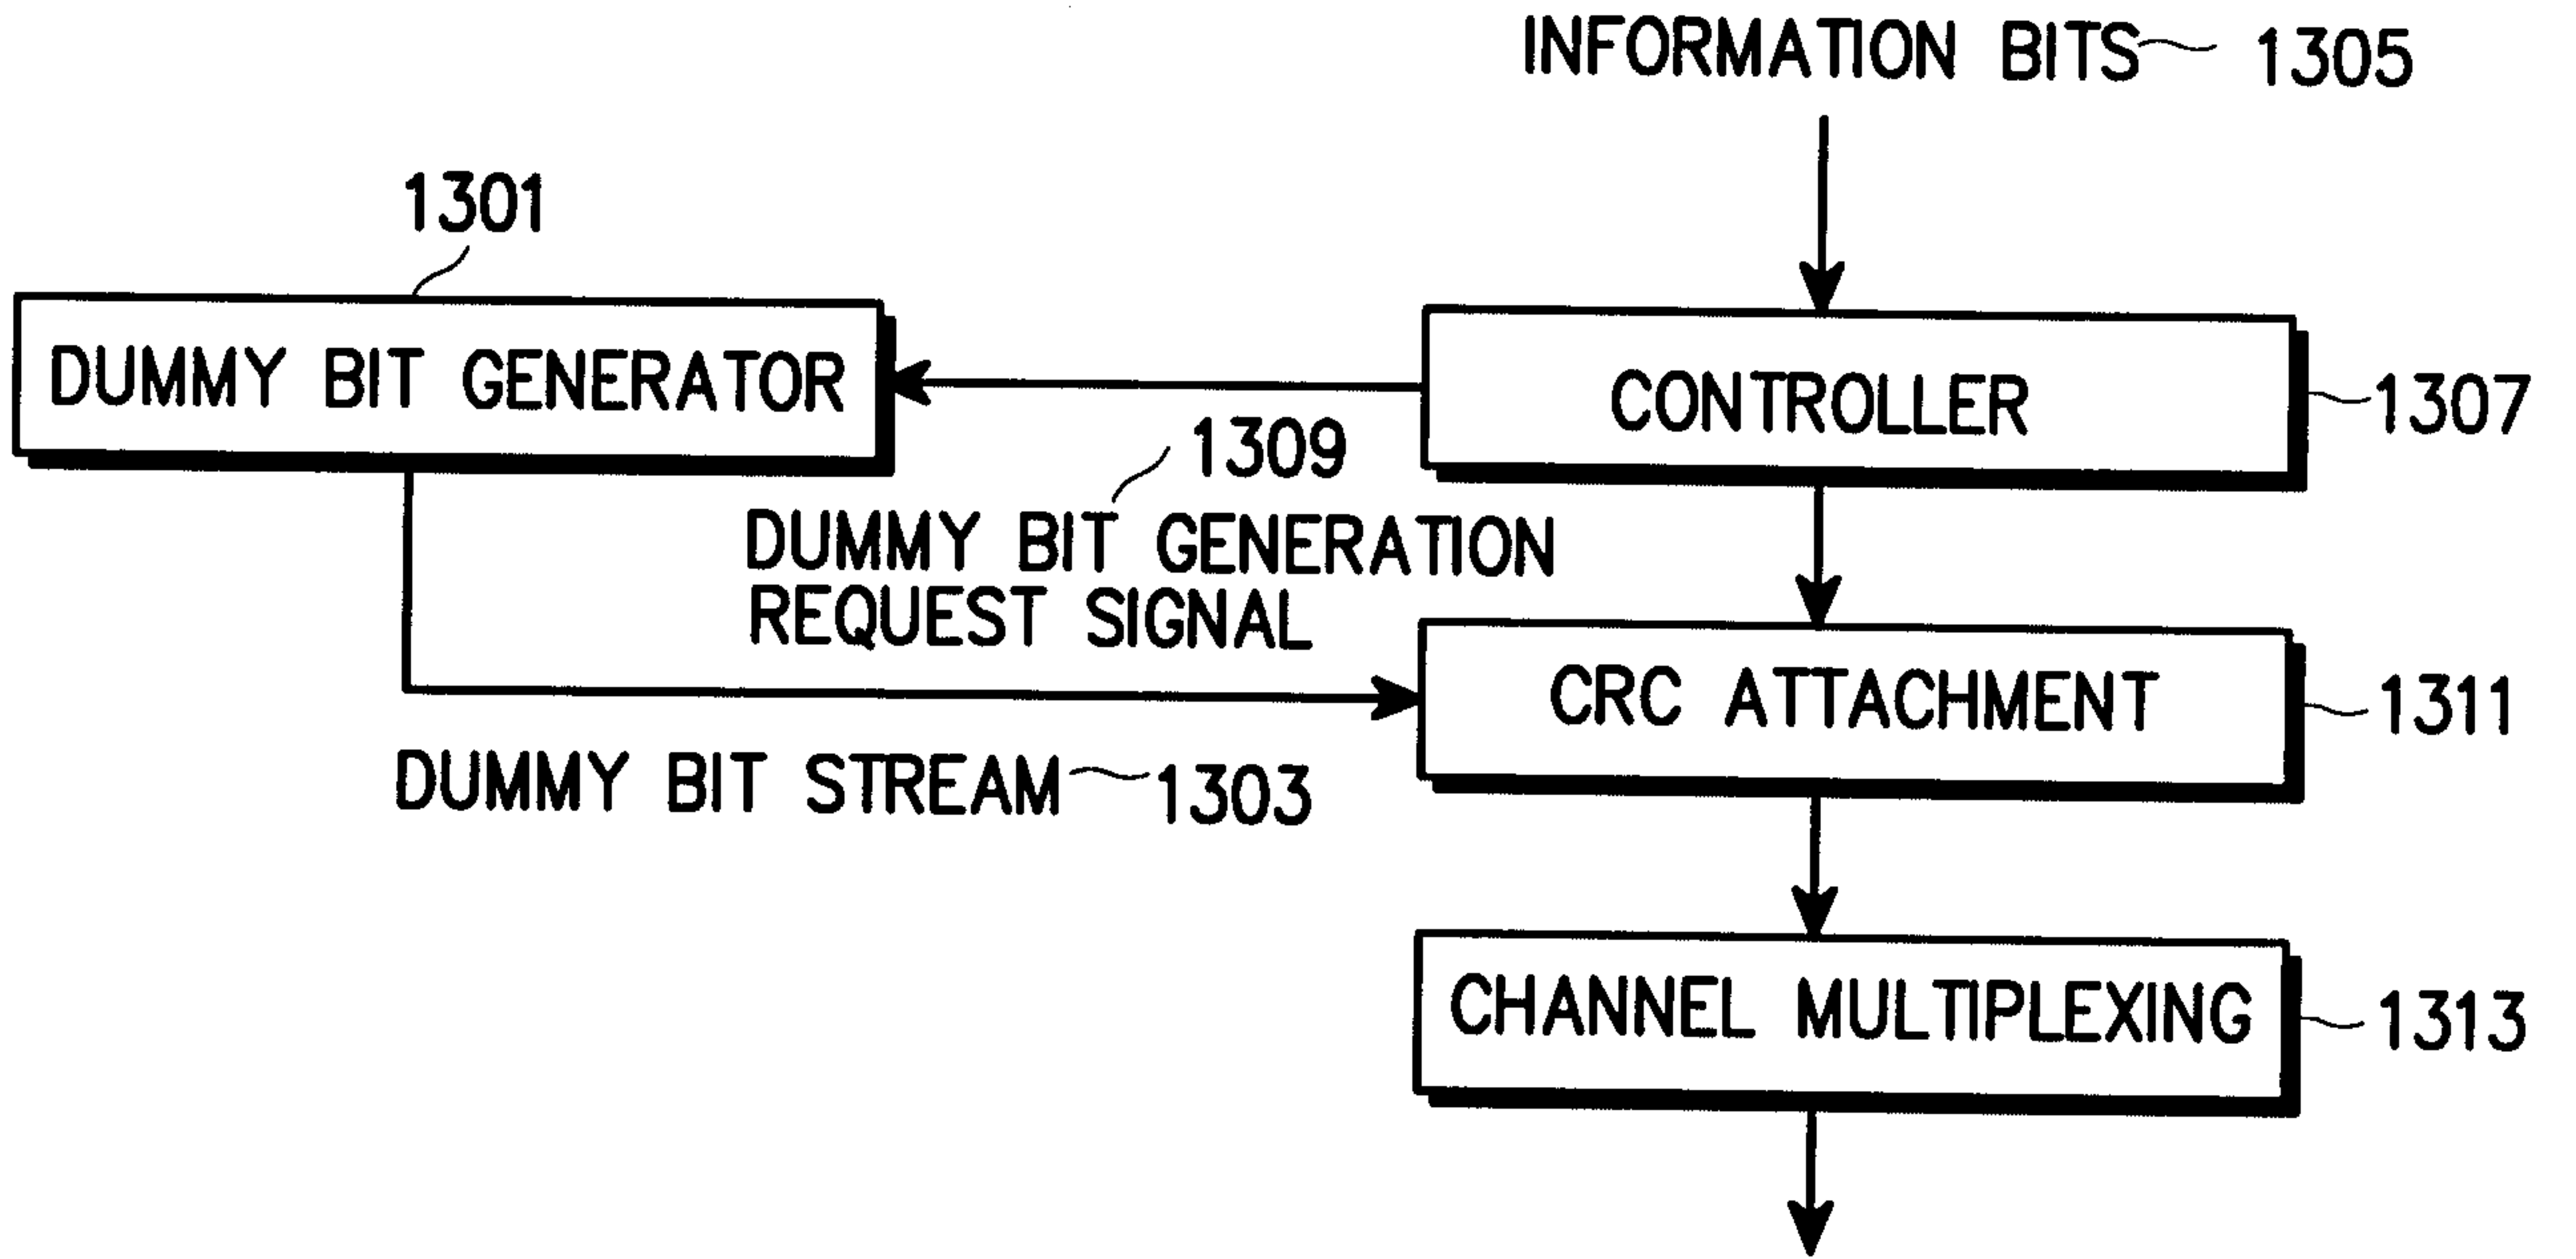 INFORMATION BITS 1305
1301
DUMMY BIT GENERATOR
CONTROLLER 1307
1309
DUMMY BIT GENERATION
REQUEST SIGNAL
CRC ATTACHMENT 1311
DUMMY BIT STREAM 1303
CHANNEL MULTIPLEXING 1313